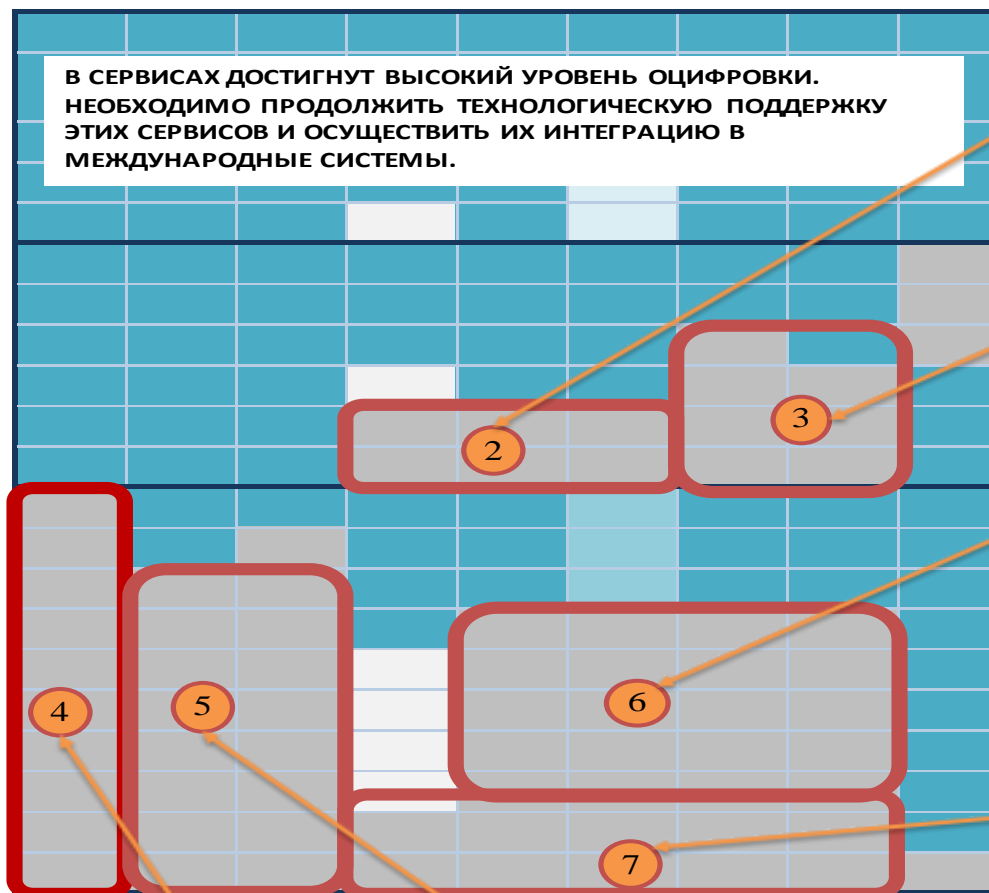 В СЕРВИСАХ ДОСТИГНУТ ВЫСОКИЙ УРОВЕНЬ ОЦИФРОВКИ.
НЕОБХОДИМО ПРОДОЛЖИТЬ ТЕХНОЛОГИЧЕСКУЮ ПОДДЕРЖКУ
ЭТИХ СЕРВИСОВ И ОСУЩЕСТВИТЬ ИХ ИНТЕГРАЦИЮ В
МЕЖДУНАРОДНЫЕ СИСТЕМЫ.
3
2
4
5
6
7